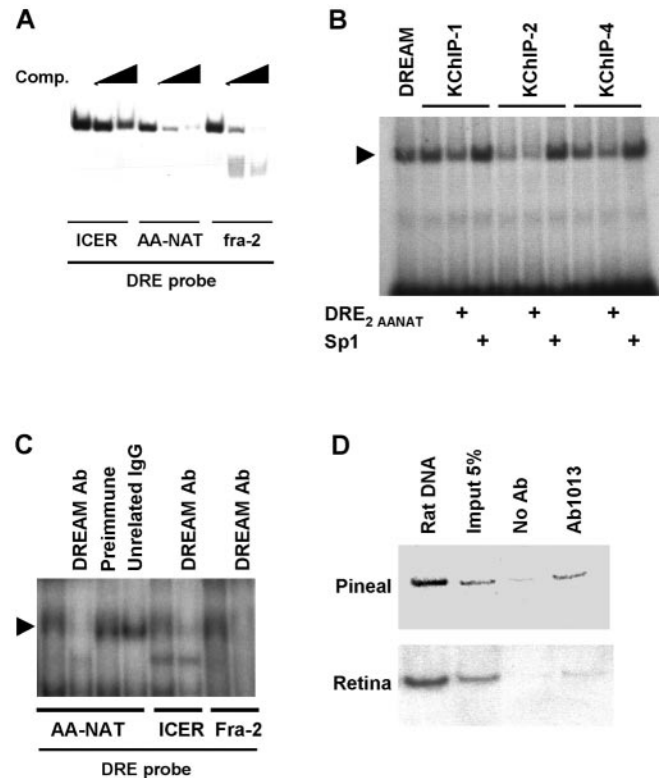 A
Comp.
ICER AA-NAT fra-2
DRE probe
B
DREAM
KChIP-1
KChIP-2
KChIP-4
DRE2 AANAT + + +
Sp1 + + +
C
DREAM Ab
Preimmune
Unrelated IgG
DREAM Ab
DREAM Ab
AA-NAT ICER Fra-2
DRE probe
D
Rat DNA
Imput 5%
No Ab
Ab1013
Pineal
Retina